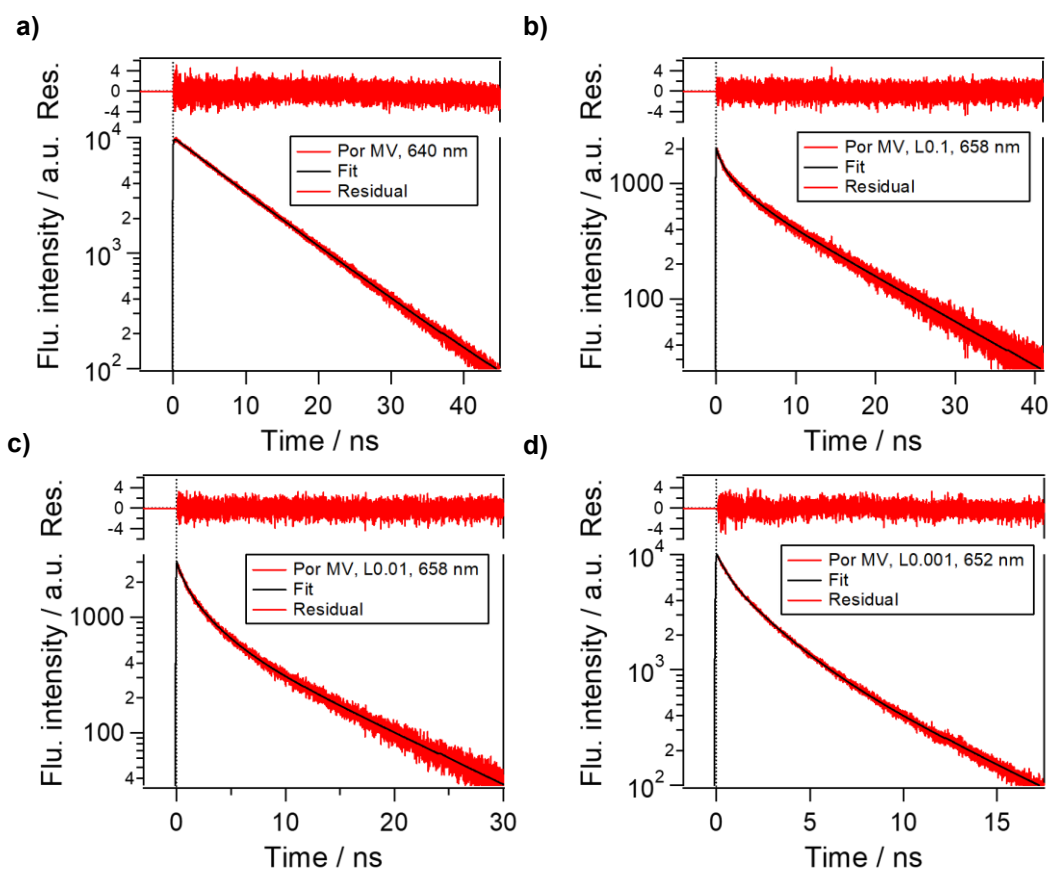 a)
Res.
4
0
-4
Flu. intensity / a.u.
10⁴
4
2
10³
4
2
10²
Por MV, 640 nm
Fit
Residual
0 10 20 30 40
Time / ns
b)
Res.
4
0
-4
Flu. intensity / a.u.
2
1000
4
2
100
4
Por MV, L0.1, 658 nm
Fit
Residual
0 10 20 30 40
Time / ns
c)
Res.
4
0
-4
Flu. intensity / a.u.
2
1000
4
2
100
4
Por MV, L0.01, 658 nm
Fit
Residual
0 10 20 30
Time / ns
d)
Res.
4
0
-4
Flu. intensity / a.u.
10⁴
4
2
10³
4
2
10²
Por MV, L0.001, 652 nm
Fit
Residual
0 5 10 15
Time / ns